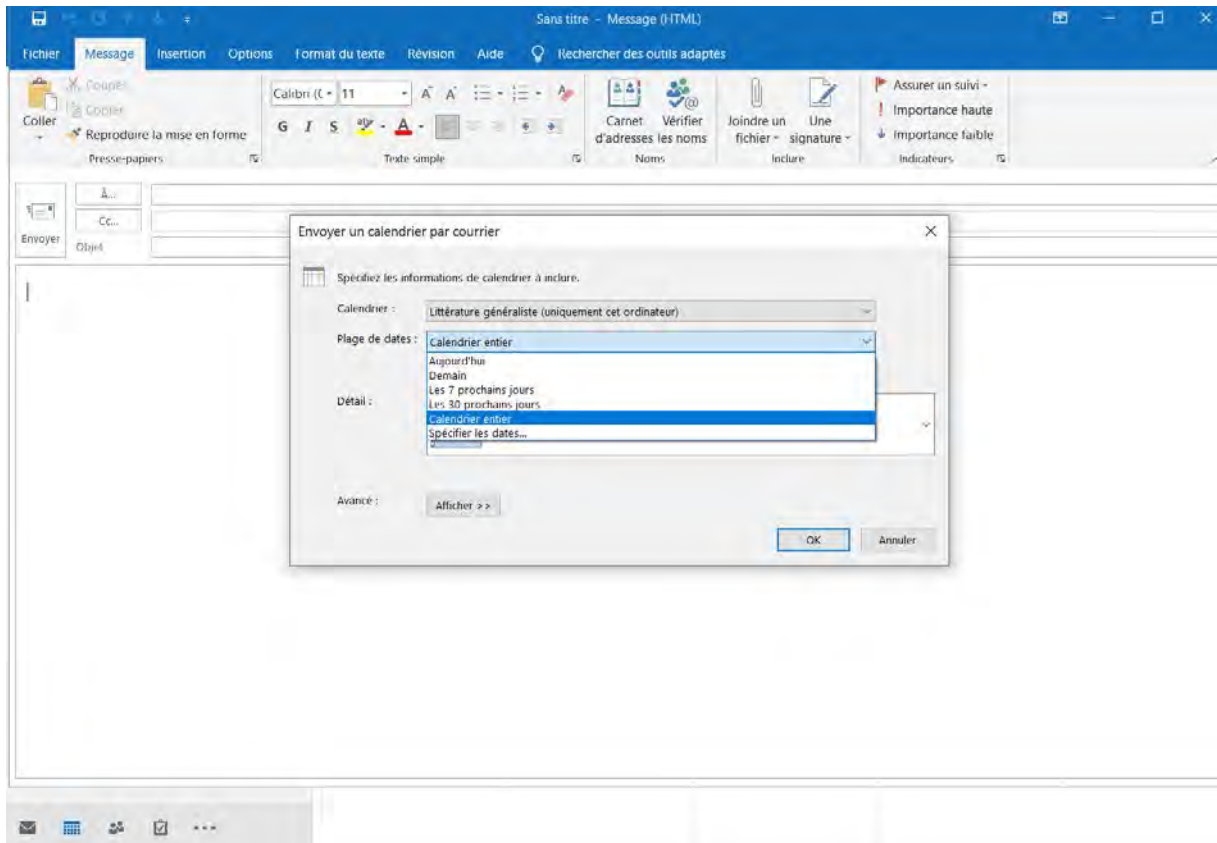 Sans titre – Message (HTML)
Fichier Message Insertion Options Format du texte Révision Aide Rechercher des outils adaptés
Coller
Couper
Copier
Reproduire la mise en forme
Presse-papiers
Calibri (C 11
G I S
Texte simple
Carnet d'adresses
Vérifier les noms
Noms
Joindre un fichier
Une signature
Inclure
Assurer un suivi
Importance haute
Importance faible
Indicateurs
Envoyer
À...
Cc...
Objet
Envoyer un calendrier par courrier
Spécifiez les informations de calendrier à inclure.
Calendrier : Littérature généraliste (uniquement cet ordinateur)
Plage de dates : Calendrier entier
Aujourd'hui
Demain
Les 7 prochains jours
Les 30 prochains jours
Calendrier entier
Spécifier les dates...
Détail :
Avancé : Afficher >>
OK Annuler